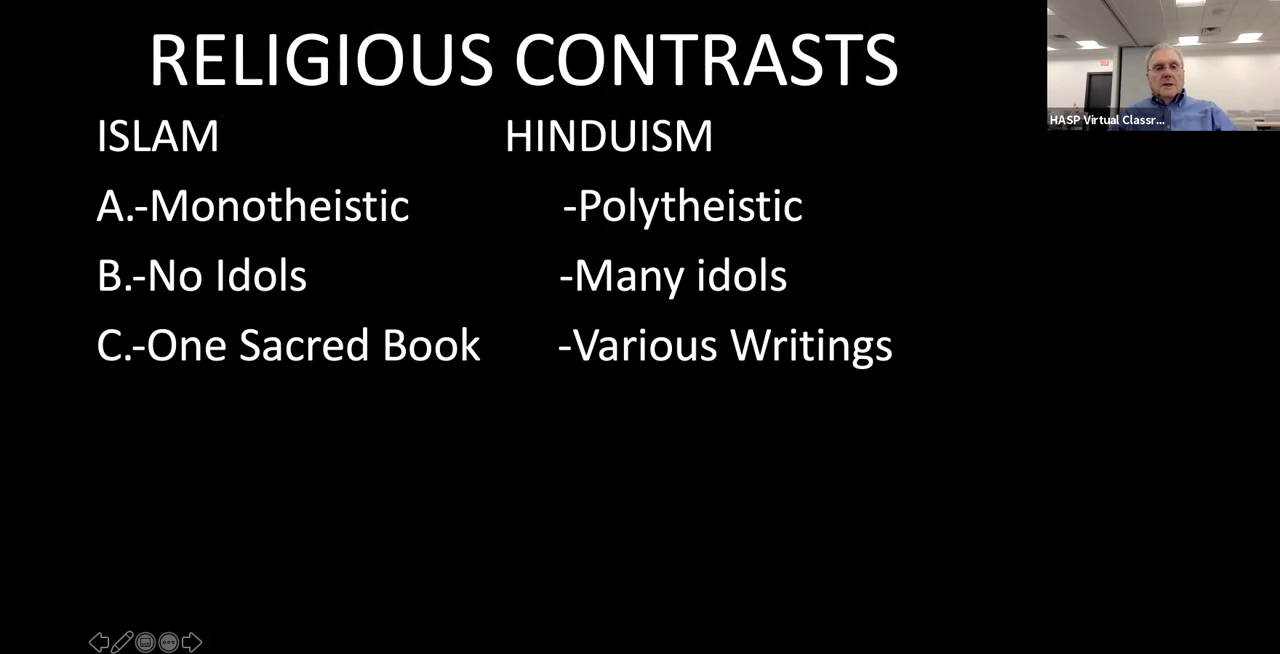 RELIGIOUS CONTRASTS
HASP Virtual Classr...
ISLAM HINDUISM
A.-Monotheistic -Polytheistic
B.-No Idols -Many idols
C.-One Sacred Book -Various Writings